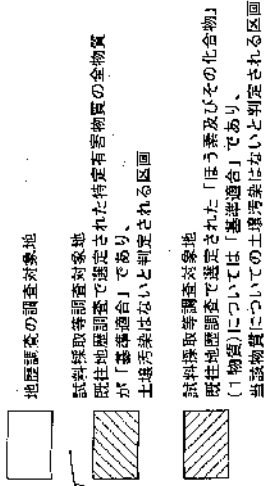 地歴調査の調査対象地
試料採取等調査対象地
既往地歴調査で選定された特定有害物質の全物質
が「基準適合」であり、
土壌汚染はないと判定される区画
試料採取等調査対象地
既往地歴調査で選定された「ほう素及びその化合物」
(1物質)については「基準適合」であり、
当該物質についての土壌汚染はないと判定される区画